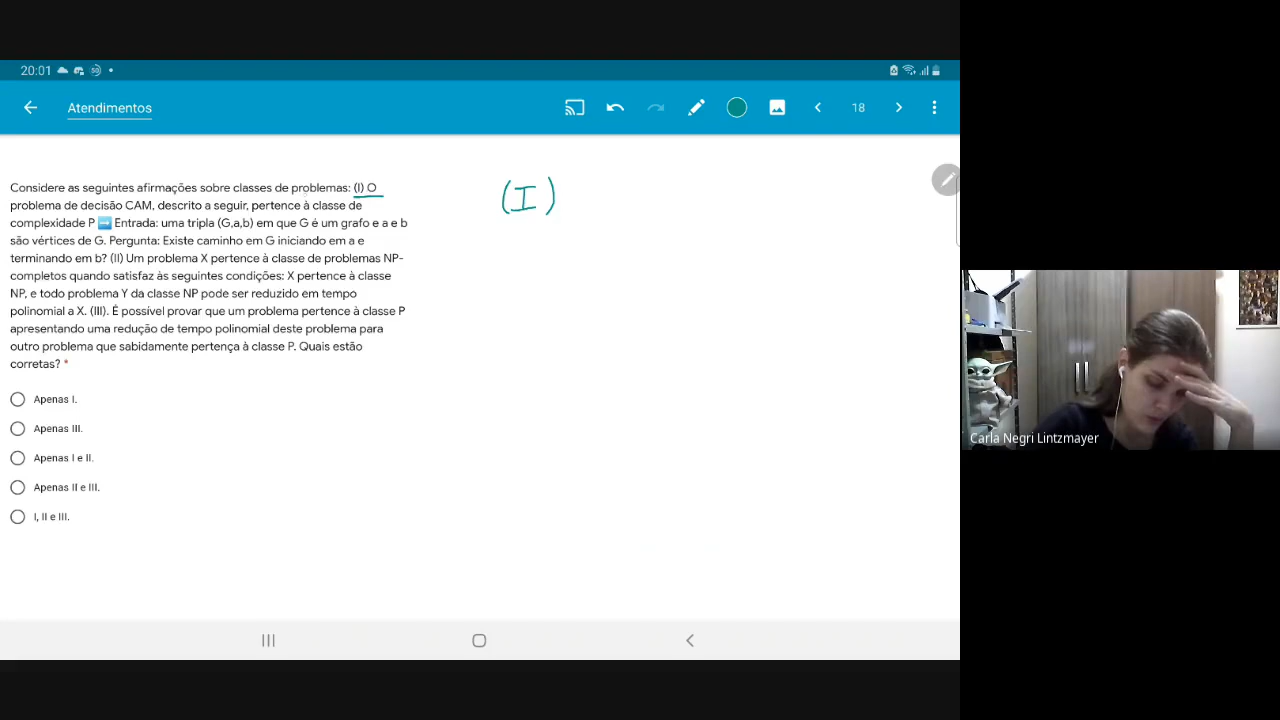 20:01
Atendimentos
18
Considere as seguintes afirmações sobre classes de problemas: (I) O
problema de decisão CAM, descrito a seguir, pertence à classe de
complexidade P ➡️ Entrada: uma tripla (G,a,b) em que G é um grafo e a e b
são vértices de G. Pergunta: Existe caminho em G iniciando em a e
terminando em b? (II) Um problema X pertence à classe de problemas NP-
completos quando satisfaz às seguintes condições: X pertence à classe
NP, e todo problema Y da classe NP pode ser reduzido em tempo
polinomial a X. (III). É possível provar que um problema pertence à classe P
apresentando uma redução de tempo polinomial deste problema para
outro problema que sabidamente pertença à classe P. Quais estão
corretas? *
Apenas I.
Apenas III.
Apenas I e II.
Apenas II e III.
I, II e III.
(I)
Carla Negri Lintzmayer